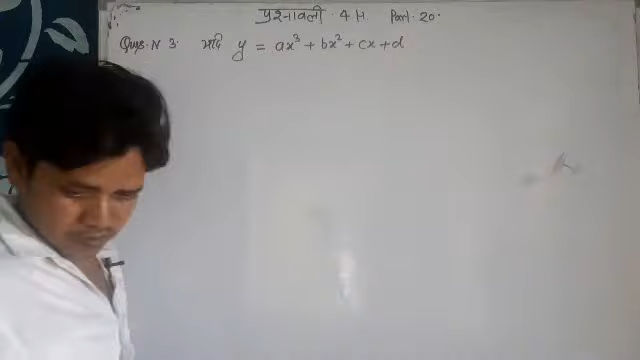 प्रश्नावली 4 H Part 20.
Ques. N 3. यदि y = ax³ + bx² + cx + d